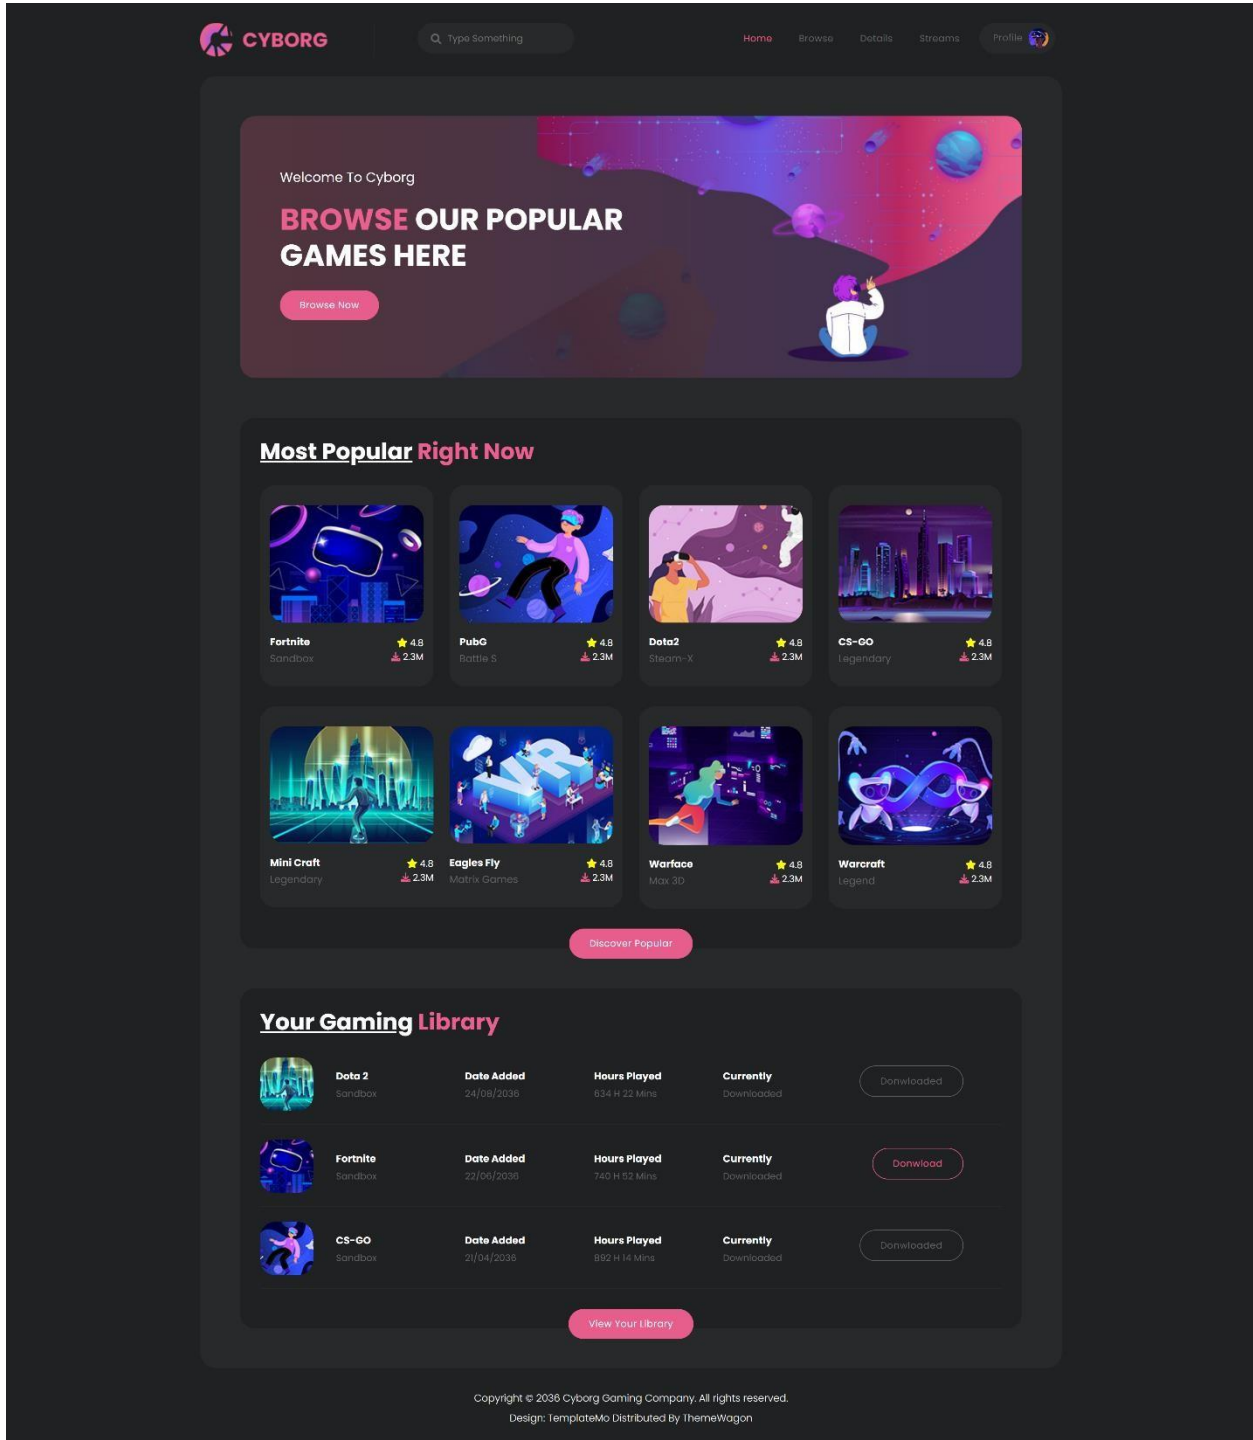 CYBORG
Type Something
Home Browse Details Streams Profile
Welcome To Cyborg
BROWSE OUR POPULAR
GAMES HERE
Browse Now
Most Popular Right Now
Fortnite 4.8
Sandbox 2.3M
PubG 4.8
Battle S 2.3M
Dota2 4.8
Steam-X 2.3M
CS-GO 4.8
Legendary 2.3M
VR
Mini Craft 4.8
Legendary 2.3M
Eagles Fly 4.8
Matrix Games 2.3M
Warface 4.8
Max 3D 2.3M
Warcraft 4.8
Legend 2.3M
Discover Popular
Your Gaming Library
Dota 2 Date Added Hours Played Currently
Sandbox 24/08/2036 634 H 22 Mins Downloaded
Donwloaded
Fortnite Date Added Hours Played Currently
Sandbox 22/06/2036 740 H 52 Mins Downloaded
Donwload
CS-GO Date Added Hours Played Currently
Sandbox 21/04/2036 892 H 14 Mins Downloaded
Donwloaded
View Your Library
Copyright © 2036 Cyborg Gaming Company. All rights reserved.
Design: TemplateMo Distributed By ThemeWagon